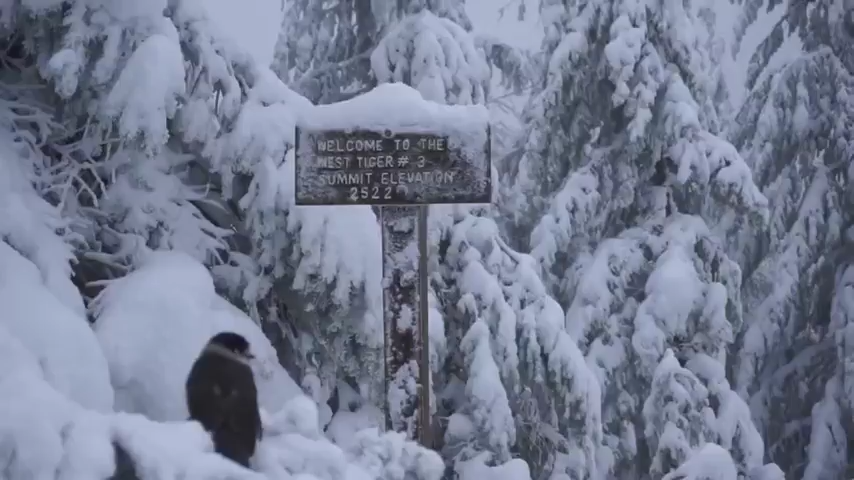 WELCOME TO THE
WEST TIGER # 3
SUMMIT ELEVATION
2522